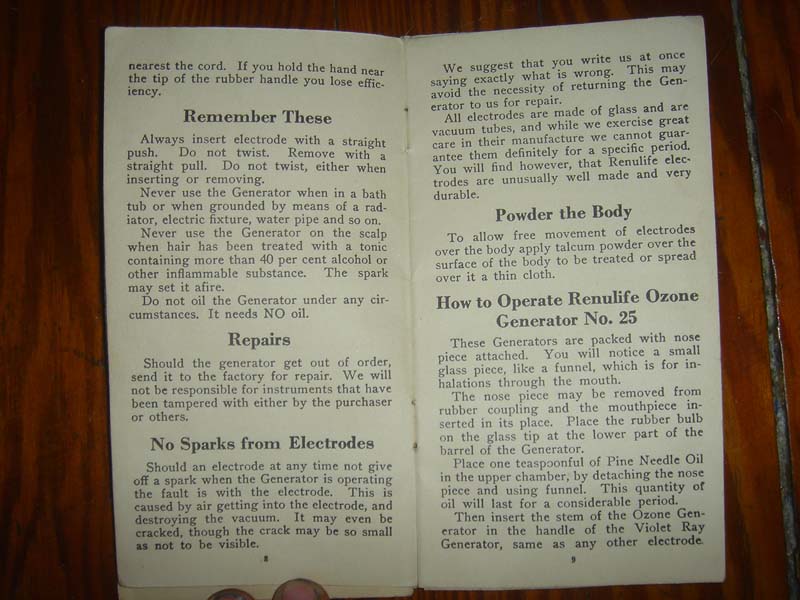 nearest the cord. If you hold the hand near
the tip of the rubber handle you lose effic-
iency.
Remember These
Always insert electrode with a straight
push. Do not twist. Remove with a
straight pull. Do not twist, either when
inserting or removing.
Never use the Generator when in a bath
tub or when grounded by means of a rad-
iator, electric fixture, water pipe and so on.
Never use the Generator on the scalp
when hair has been treated with a tonic
containing more than 40 per cent alcohol or
other inflammable substance. The spark
may set it afire.
Do not oil the Generator under any cir-
cumstances. It needs NO oil.
Repairs
Should the generator get out of order,
send it to the factory for repair. We will
not be responsible for instruments that have
been tampered with either by the purchaser
or others.
No Sparks from Electrodes
Should an electrode at any time not give
off a spark when the Generator is operating
the fault is with the electrode. This is
caused by air getting into the electrode, and
destroying the vacuum. It may even be
cracked, though the crack may be so small
as not to be visible.
8
We suggest that you write us at once
saying exactly what is wrong. This may
avoid the necessity of returning the Gen-
erator to us for repair.
All electrodes are made of glass and are
vacuum tubes, and while we exercise great
care in their manufacture we cannot guar-
antee them definitely for a specific period.
You will find however, that Renulife elec-
trodes are unusually well made and very
durable.
Powder the Body
To allow free movement of electrodes
over the body apply talcum powder over the
surface of the body to be treated or spread
over it a thin cloth.
How to Operate Renulife Ozone
Generator No. 25
These Generators are packed with nose
piece attached. You will notice a small
glass piece, like a funnel, which is for in-
halations through the mouth.
The nose piece may be removed from
rubber coupling and the mouthpiece in-
serted in its place. Place the rubber bulb
on the glass tip at the lower part of the
barrel of the Generator.
Place one teaspoonful of Pine Needle Oil
in the upper chamber, by detaching the nose
piece and using funnel. This quantity of
oil will last for a considerable period.
Then insert the stem of the Ozone Gen-
erator in the handle of the Violet Ray
Generator, same as any other electrode.
9